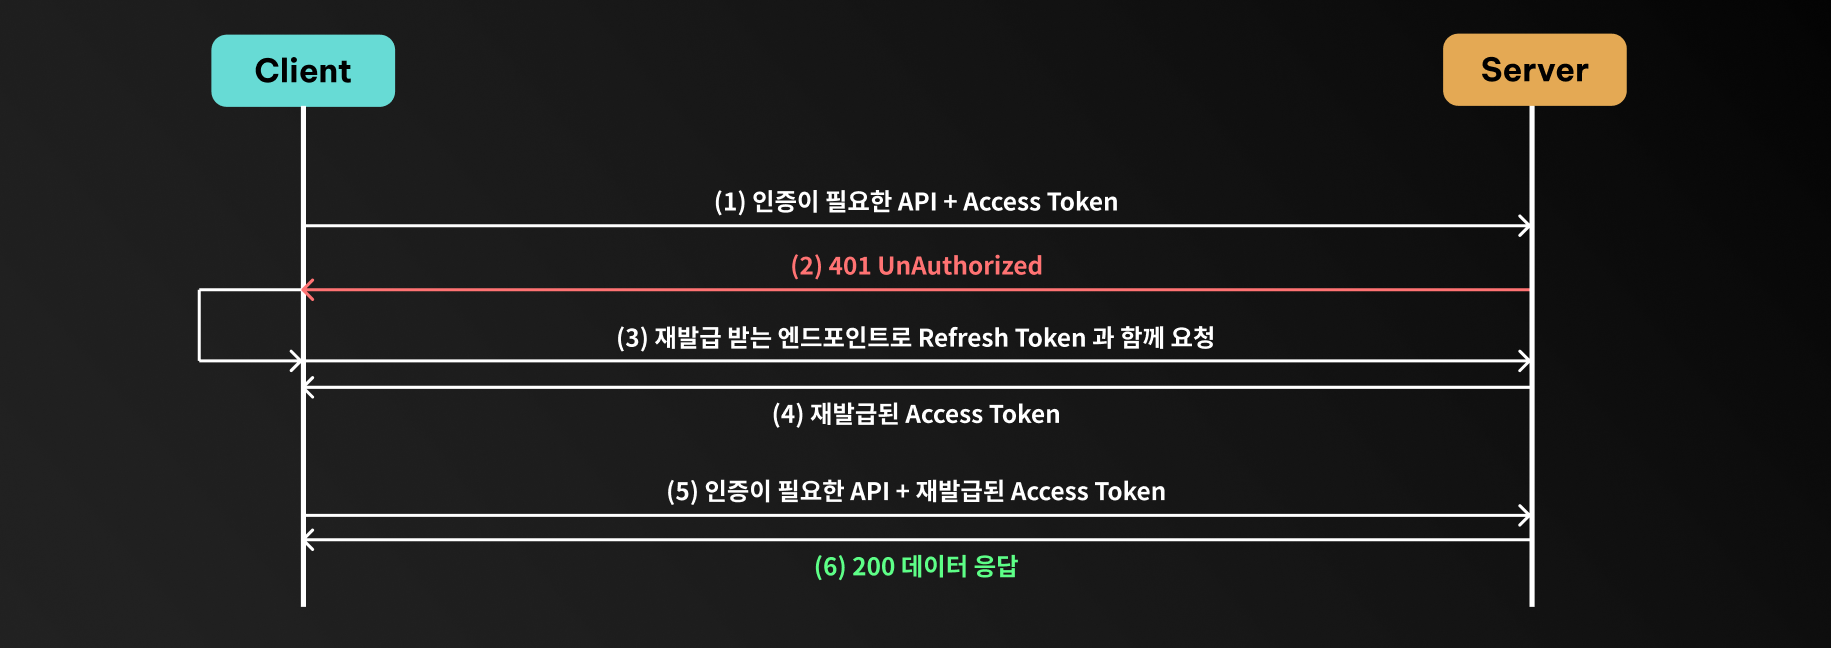 Client
Server
(1) 인증이 필요한 API + Access Token
(2) 401 UnAuthorized
(3) 재발급 받는 엔드포인트로 Refresh Token 과 함께 요청
(4) 재발급된 Access Token
(5) 인증이 필요한 API + 재발급된 Access Token
(6) 200 데이터 응답